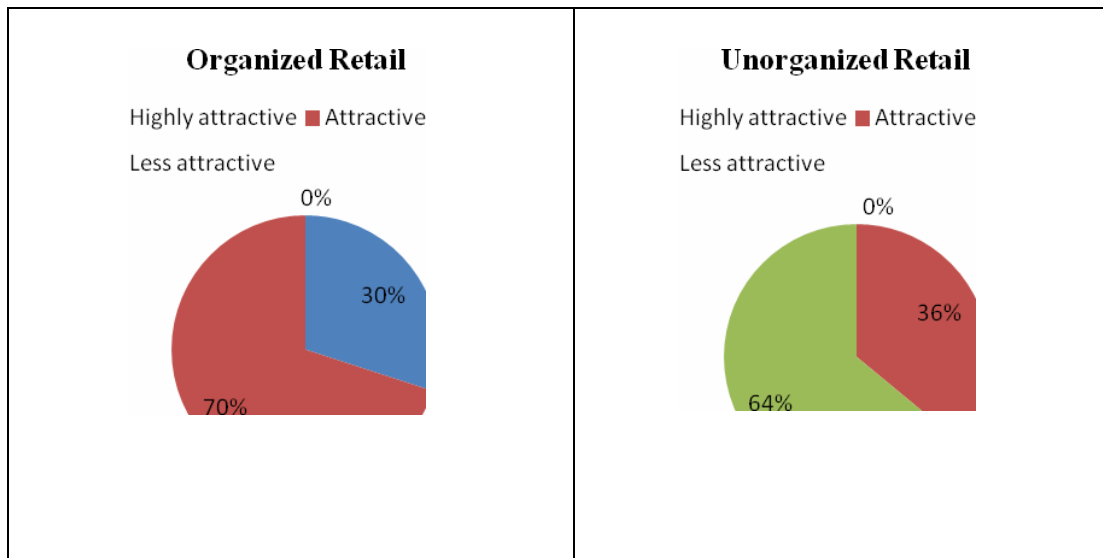 Organized Retail
Highly attractive Attractive
Less attractive
0%
30%
70%
Unorganized Retail
Highly attractive Attractive
Less attractive
0%
36%
64%